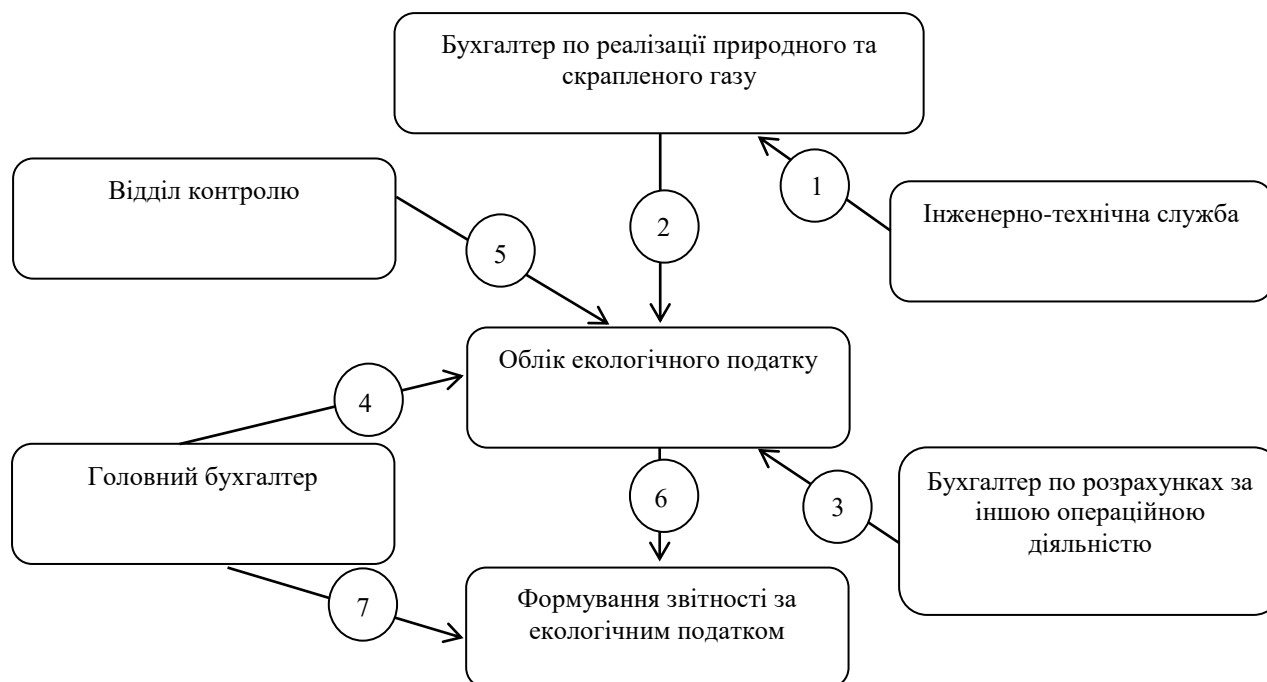 Бухгалтер по реалізації природного та
скрапленого газу
Відділ контролю
1
Інженерно-технічна служба
2
5
Облік екологічного податку
4
Головний бухгалтер
6
3
Бухгалтер по розрахунках за
іншою операційною
діяльністю
7
Формування звітності за
екологічним податком